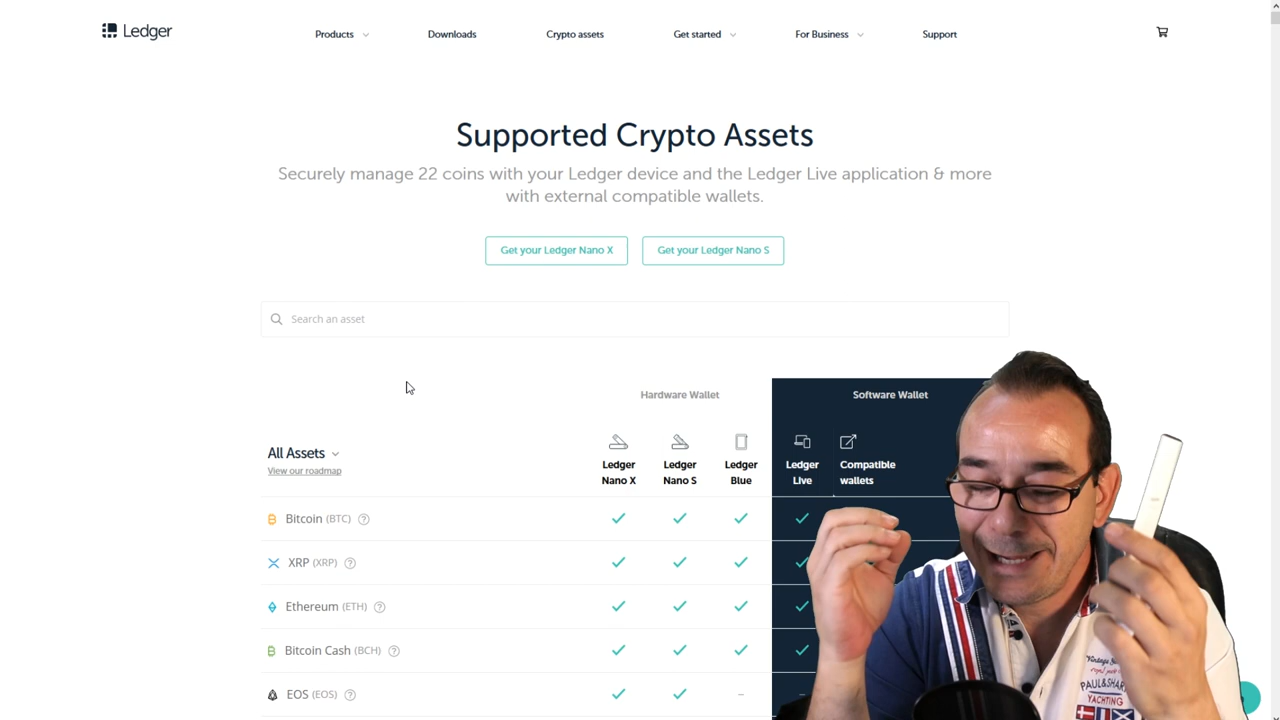 Ledger
Products
Downloads
Crypto assets
Get started
For Business
Support
Supported Crypto Assets
Securely manage 22 coins with your Ledger device and the Ledger Live application & more
with external compatible wallets.
Get your Ledger Nano X
Get your Ledger Nano S
Search an asset
Hardware Wallet
Software Wallet
All Assets
View our roadmap
Ledger
Nano X
Ledger
Nano S
Ledger
Blue
Ledger
Live
Compatible
wallets
Bitcoin (BTC) ?
XRP (XRP) ?
Ethereum (ETH) ?
Bitcoin Cash (BCH) ?
EOS (EOS) ?
PAUL&SHAR
YACHTING